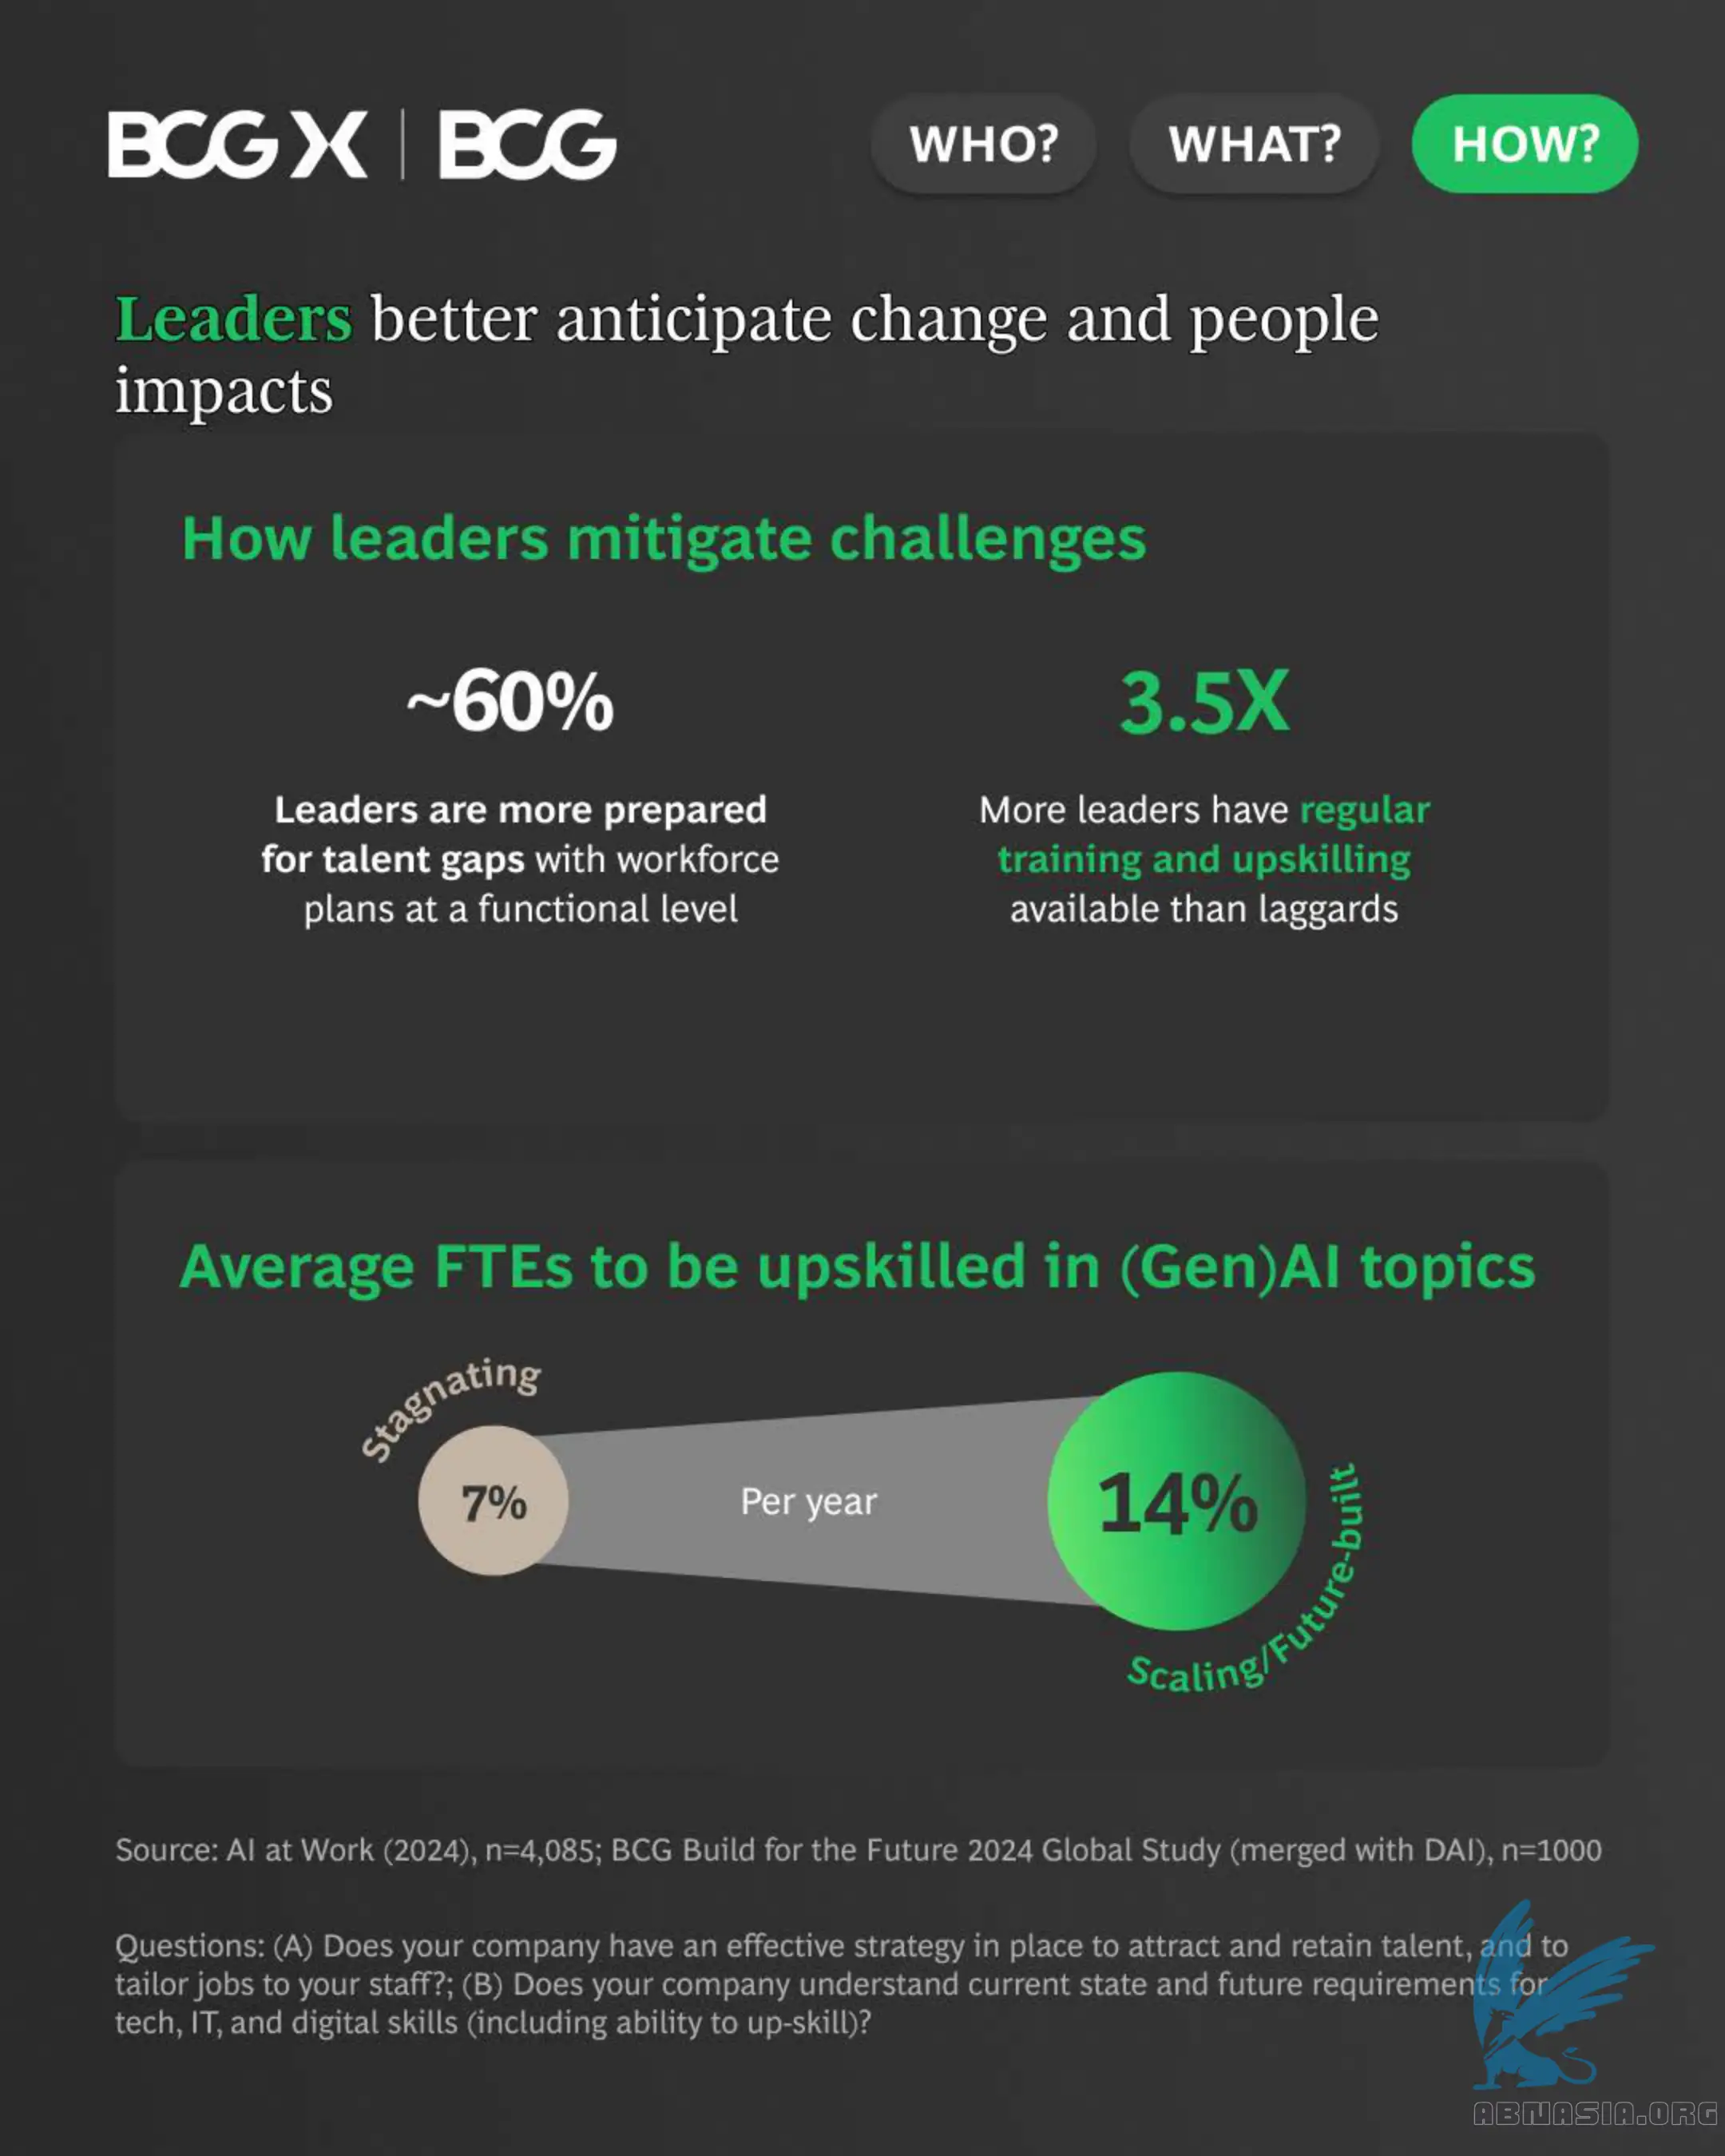 BCG X | BCG
WHO?
WHAT?
HOW?
Leaders better anticipate change and people
impacts
How leaders mitigate challenges
~60%
Leaders are more prepared
for talent gaps with workforce
plans at a functional level
3.5X
More leaders have regular
training and upskilling
available than laggards
Average FTEs to be upskilled in (Gen)AI topics
Stagnating
7%
Per year
14%
Scaling/Future-built
Source: AI at Work (2024), n=4,085; BCG Build for the Future 2024 Global Study (merged with DAI), n=1000
Questions: (A) Does your company have an effective strategy in place to attract and retain talent, and to
tailor jobs to your staff?; (B) Does your company understand current state and future requirements for
tech, IT, and digital skills (including ability to up-skill)?
ABNASIA.ORG